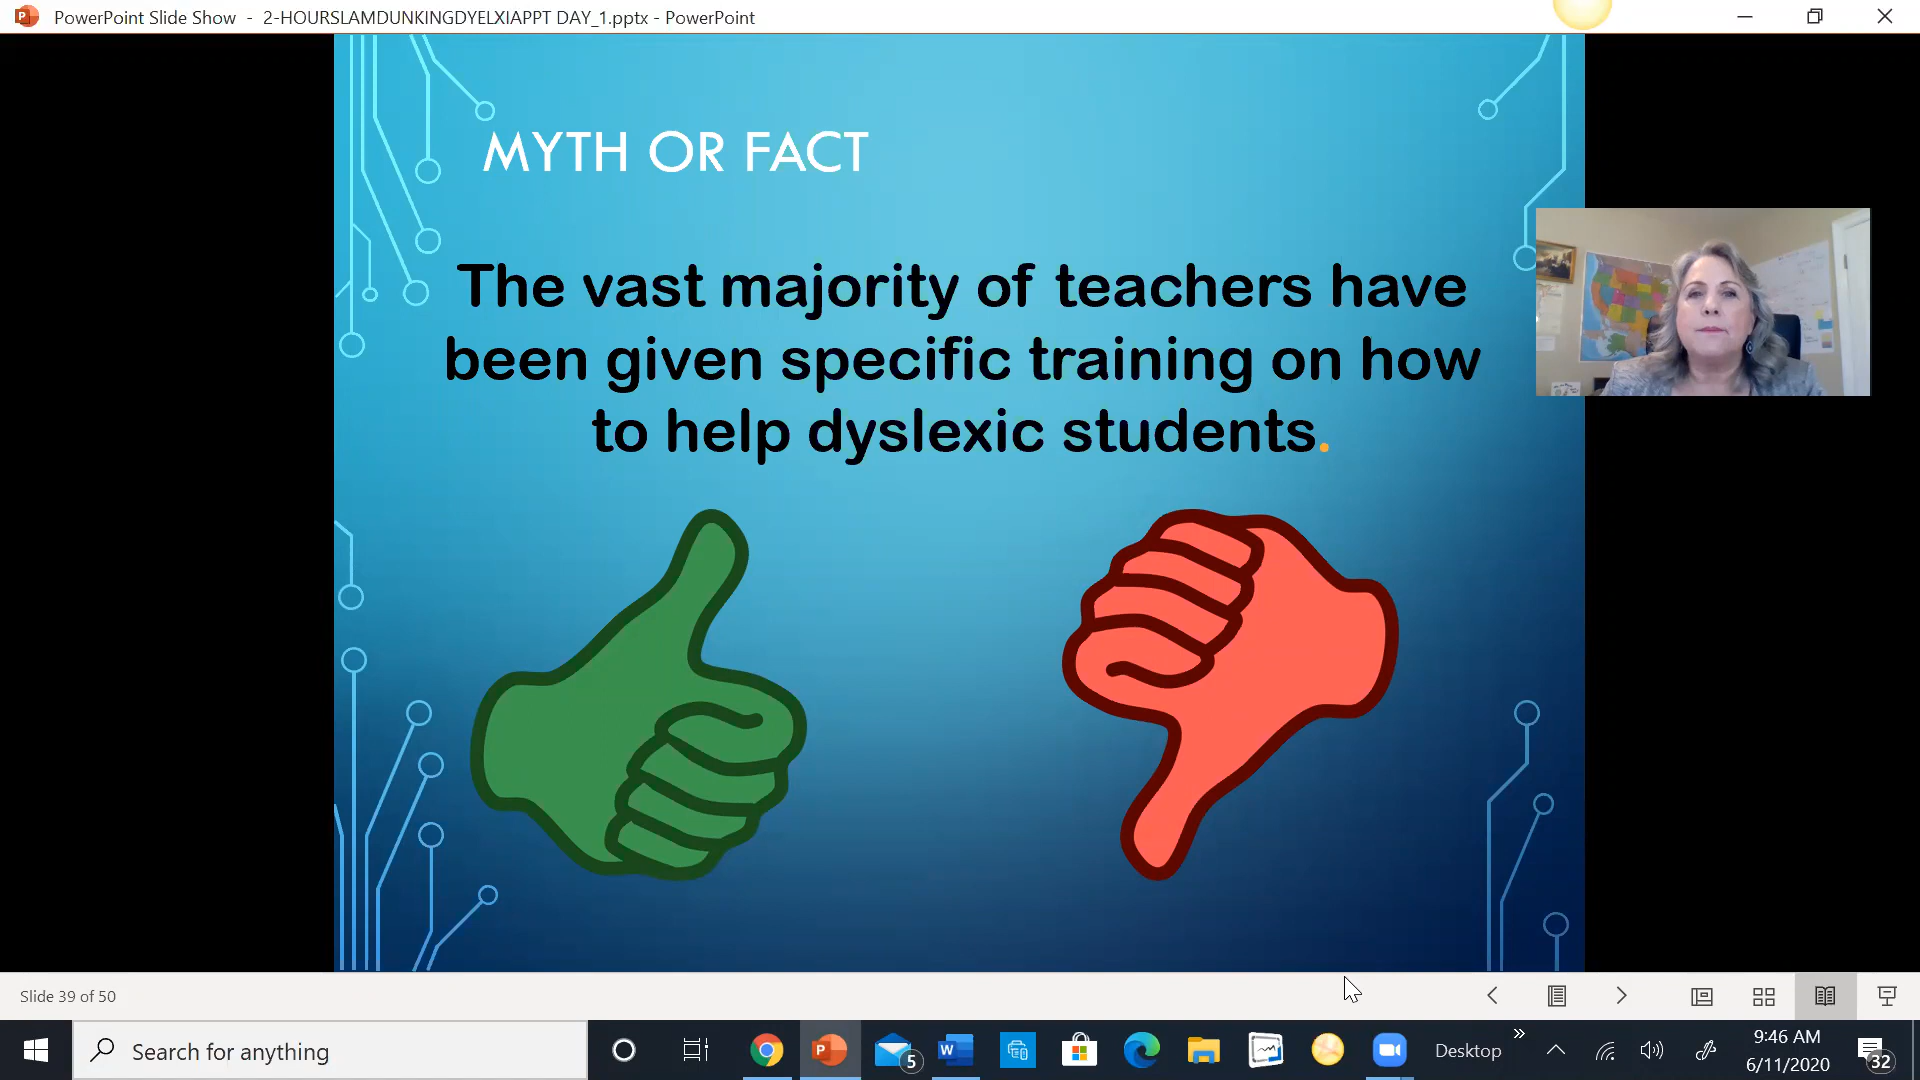 PowerPoint Slide Show - 2-HOURSLAMDUNKINGDYELXIAPPT DAY_1.pptx - PowerPoint
MYTH OR FACT
The vast majority of teachers have
been given specific training on how
to help dyslexic students.
Slide 39 of 50
Search for anything
5
Desktop
9:46 AM
6/11/2020
32